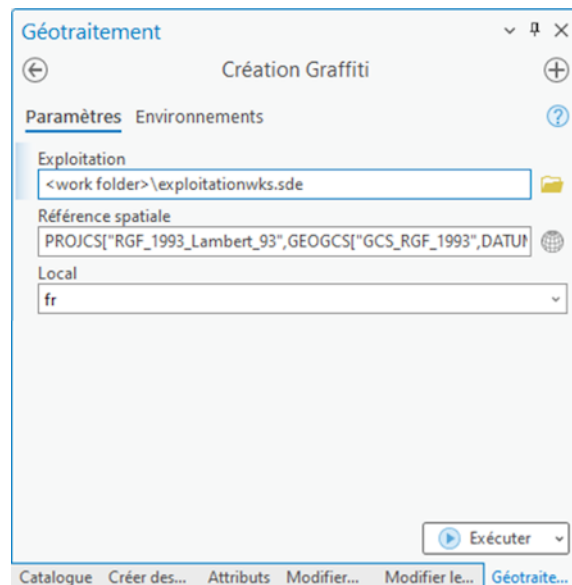 Géotraitement
Création Graffiti
Paramètres Environnements
Exploitation
<work folder>\exploitationwks.sde
Référence spatiale
PROJCS["RGF_1993_Lambert_93",GEOGCS["GCS_RGF_1993",DATUM
Local
fr
Exécuter
Catalogue Créer des... Attributs Modifier... Modifier le... Géotraite...